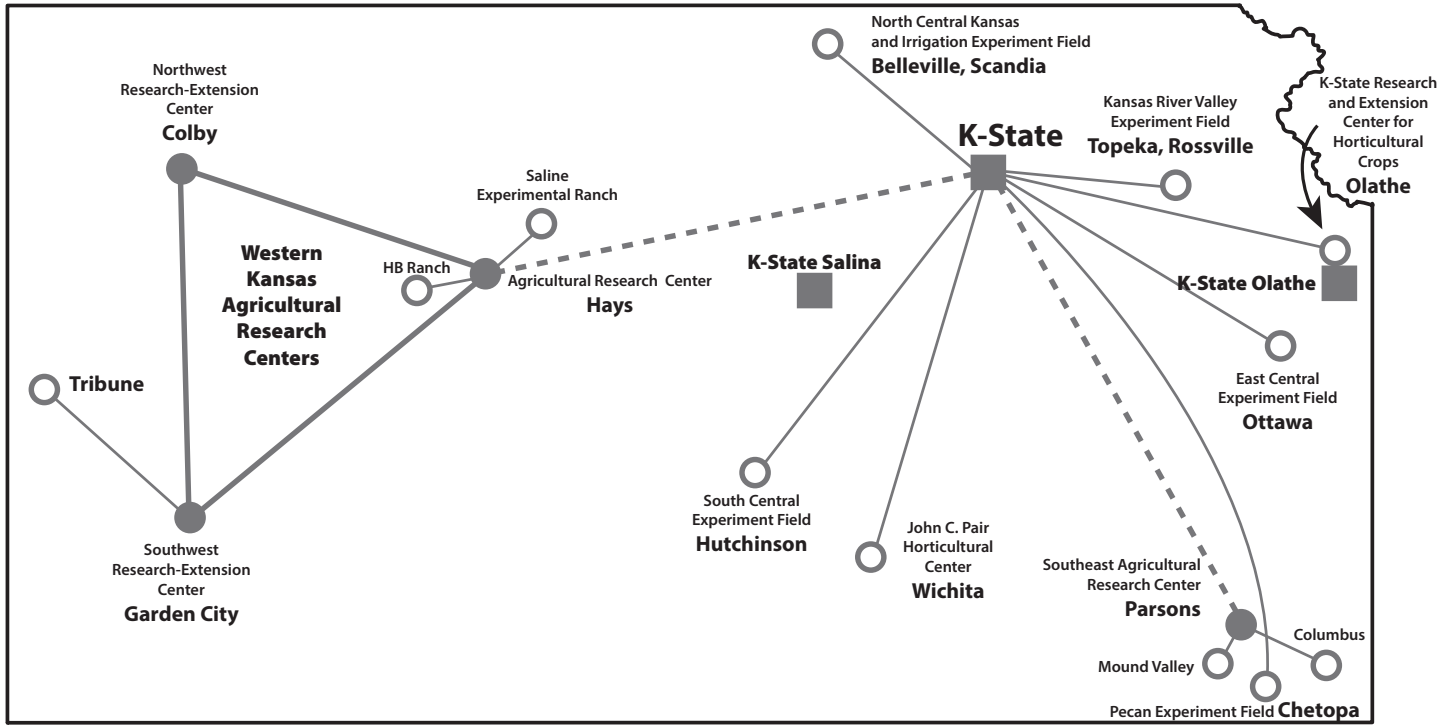 North Central Kansas
and Irrigation Experiment Field
Belleville, Scandia
Northwest
Research-Extension
Center
Colby
K-State Research
and Extension
Center for
Horticultural
Crops
Olathe
Kansas River Valley
Experiment Field
Topeka, Rossville
K-State
Saline
Experimental Ranch
Western
Kansas
Agricultural
Research
Centers
HB Ranch
Agricultural Research Center
Hays
K-State Salina
K-State Olathe
Tribune
East Central
Experiment Field
Ottawa
South Central
Experiment Field
Hutchinson
John C. Pair
Horticultural
Center
Wichita
Southwest
Research-Extension
Center
Garden City
Southeast Agricultural
Research Center
Parsons
Columbus
Mound Valley
Pecan Experiment Field Chetopa